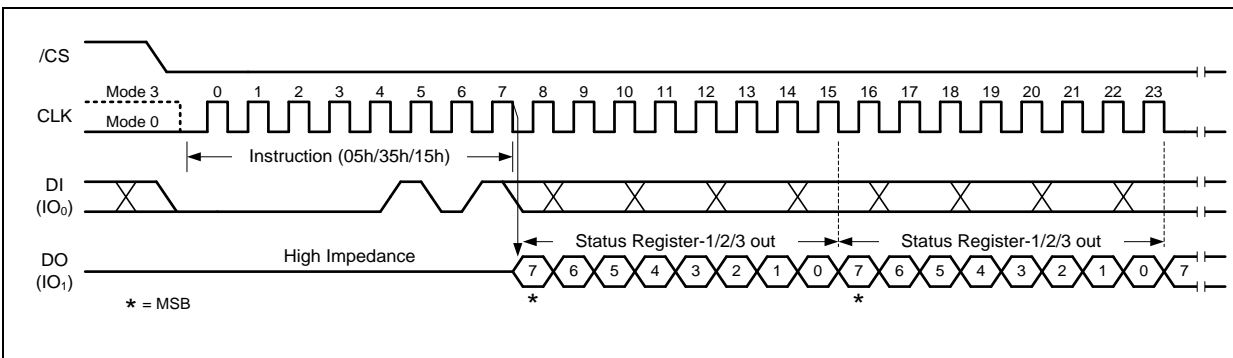 /CS
Mode 3
CLK
Mode 0
0 1 2 3 4 5 6 7 8 9 10 11 12 13 14 15 16 17 18 19 20 21 22 23
Instruction (05h/35h/15h)
DI
(IO₀)
Status Register-1/2/3 out Status Register-1/2/3 out
High Impedance
DO
(IO₁)
7 6 5 4 3 2 1 0 7 6 5 4 3 2 1 0 7
* *
* = MSB